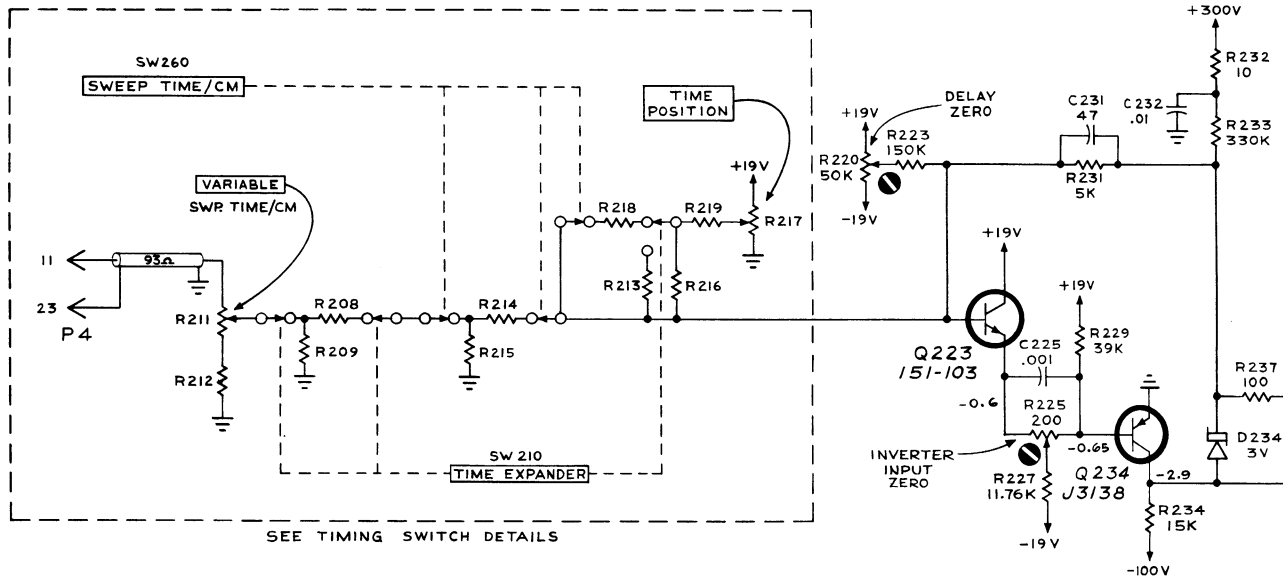 SW260
SWEEP TIME/CM
VARIABLE
SWP. TIME/CM
11
93Ω
23
P4
R211
R212
R208
R209
R214
R215
R218
R219
R213
R216
TIME
POSITION
+19V
R217
SW 210
TIME EXPANDER
SEE TIMING SWITCH DETAILS
+19V
DELAY
ZERO
R220
50K
-19V
R223
150K
C231
47
R231
5K
C232
.01
+300V
R232
10
R233
330K
+19V
Q223
151-103
-0.6
C225
.001
+19V
R229
39K
R225
200
-0.65
INVERTER
INPUT
ZERO
R227
11.76K
-19V
Q234
J3138
-2.9
R234
15K
-100V
R237
100
D234
3V